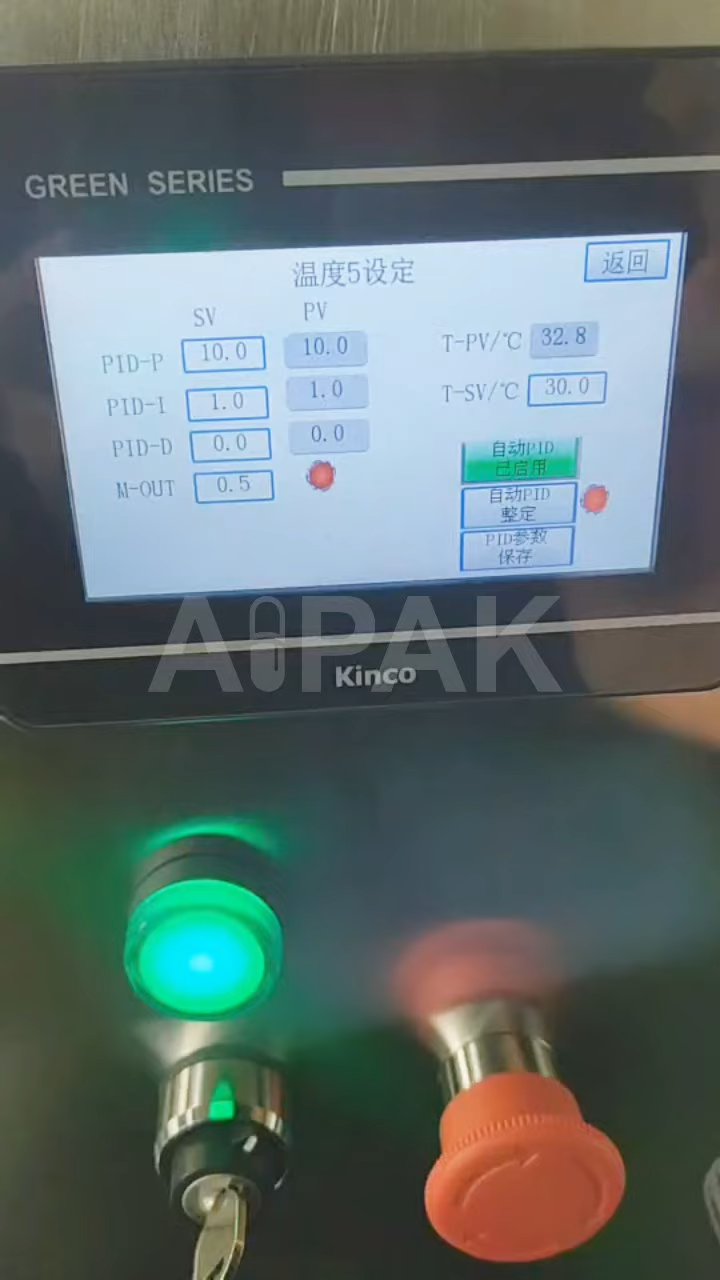 GREEN SERIES
温度5设定
返回
SV PV
PID-P 10.0 10.0
T-PV/℃ 32.8
PID-I 1.0 1.0
T-SV/℃ 30.0
PID-D 0.0 0.0
M-OUT 0.5
自动PID
已启用
自动PID
整定
PID参数
保存
AIPAK
Kinco